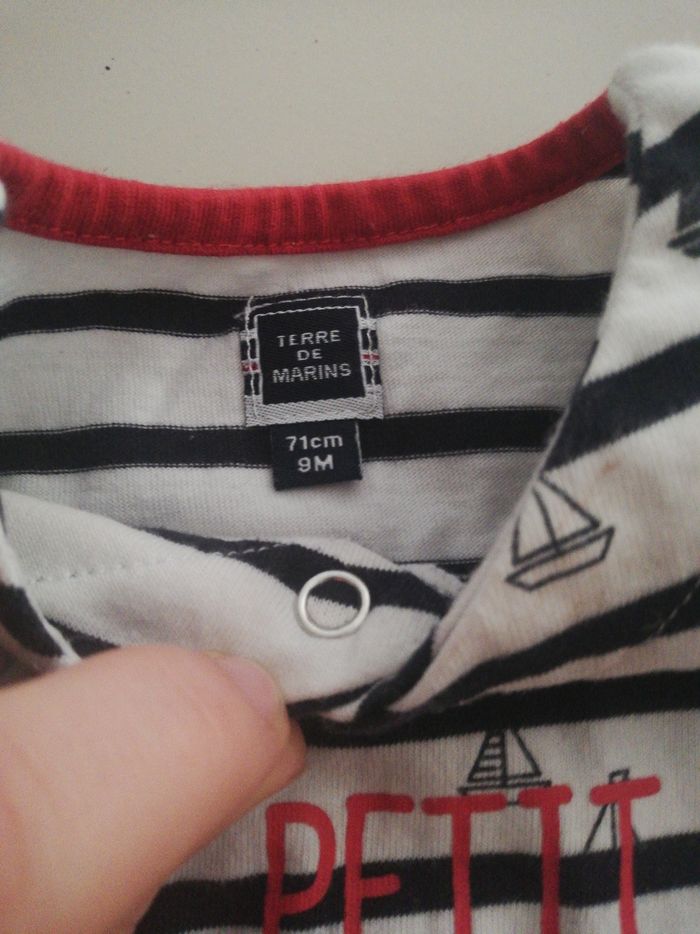 TERRE
DE
MARINS
71cm
9M
PETIT